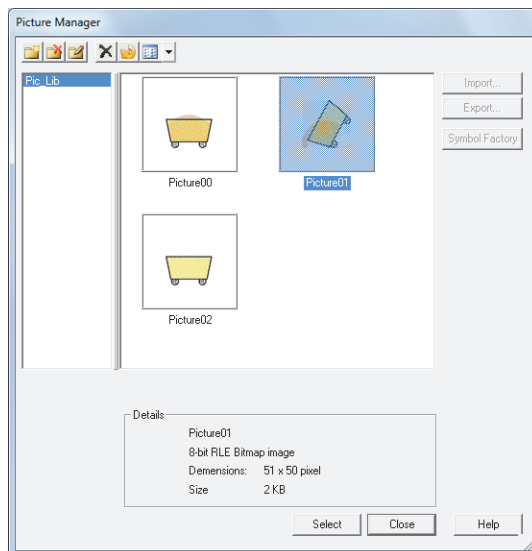 Picture Manager
Pic_Lib
Import...
Export...
Symbol Factory
Picture00
Picture01
Picture02
Details
Picture01
8-bit RLE Bitmap image
Demensions: 51 x 50 pixel
Size 2 KB
Select
Close
Help